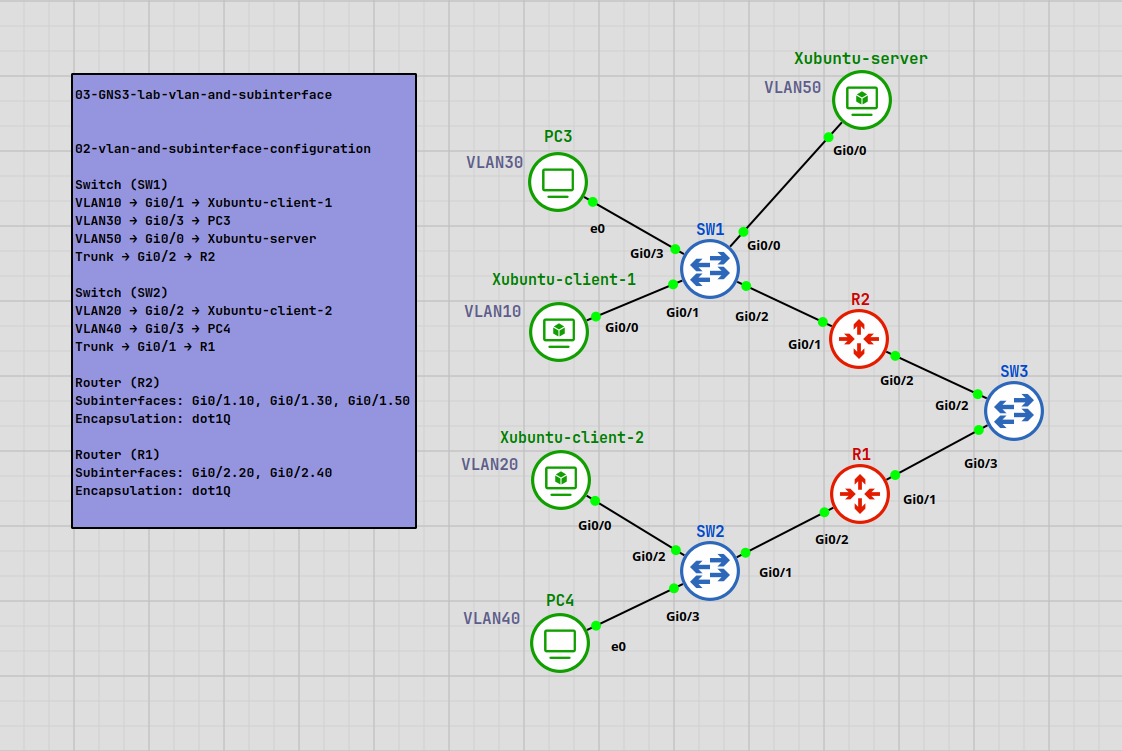 03-GNS3-lab-vlan-and-subinterface
02-vlan-and-subinterface-configuration
Switch (SW1)
VLAN10 → Gi0/1 → Xubuntu-client-1
VLAN30 → Gi0/3 → PC3
VLAN50 → Gi0/0 → Xubuntu-server
Trunk → Gi0/2 → R2
Switch (SW2)
VLAN20 → Gi0/2 → Xubuntu-client-2
VLAN40 → Gi0/3 → PC4
Trunk → Gi0/1 → R1
Router (R2)
Subinterfaces: Gi0/1.10, Gi0/1.30, Gi0/1.50
Encapsulation: dot1Q
Router (R1)
Subinterfaces: Gi0/2.20, Gi0/2.40
Encapsulation: dot1Q
Xubuntu-server
VLAN50
Gi0/0
PC3
VLAN30
e0
SW1
Gi0/0
Gi0/3
Xubuntu-client-1
VLAN10
Gi0/0
Gi0/1
Gi0/2
R2
Gi0/1
Gi0/2
SW3
Gi0/2
Gi0/3
Xubuntu-client-2
VLAN20
Gi0/0
R1
Gi0/1
Gi0/2
SW2
Gi0/2
Gi0/1
Gi0/3
PC4
VLAN40
e0